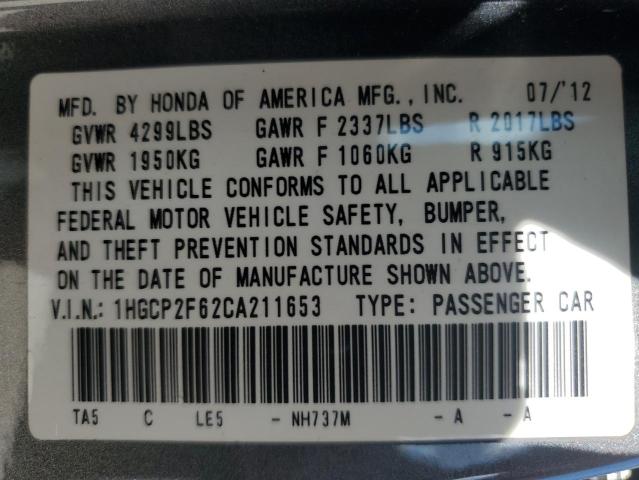 MFD. BY HONDA OF AMERICA MFG., INC. 07/'12
GVWR 4299LBS GAWR F 2337LBS R 2017LBS
GVWR 1950KG GAWR F 1060KG R 915KG
THIS VEHICLE CONFORMS TO ALL APPLICABLE
FEDERAL MOTOR VEHICLE SAFETY, BUMPER,
AND THEFT PREVENTION STANDARDS IN EFFECT
ON THE DATE OF MANUFACTURE SHOWN ABOVE.
V.I.N.: 1HGCP2F62CA211653 TYPE: PASSENGER CAR
TA5 C LE5 - NH737M - A - A